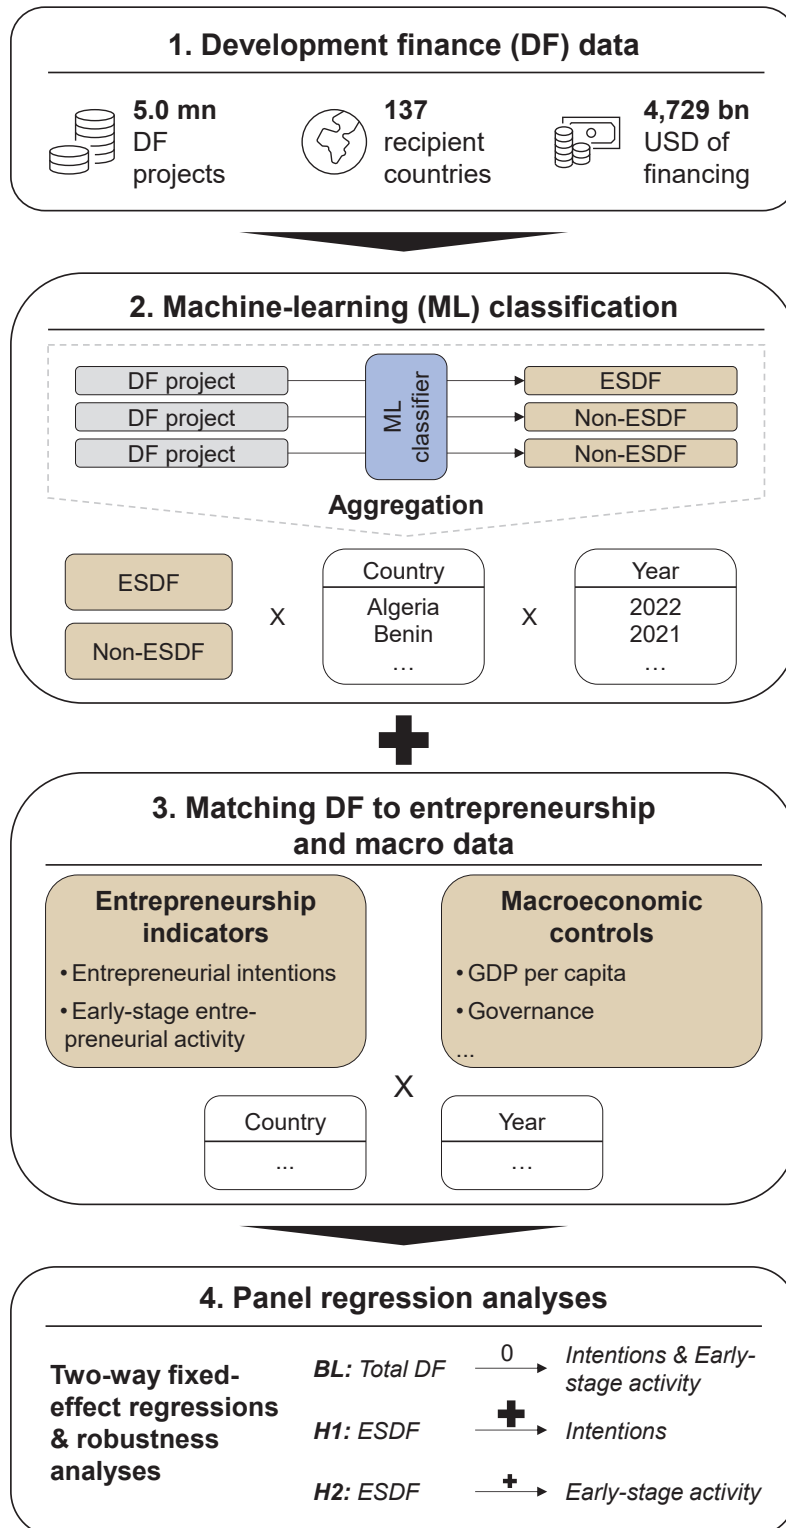 1. Development finance (DF) data
5.0 mn
DF
projects
137
recipient
countries
4,729 bn
USD of
financing
2. Machine-learning (ML) classification
DF project
DF project
DF project
ML
classifier
ESDF
Non-ESDF
Non-ESDF
Aggregation
ESDF
Non-ESDF
X
Country
Algeria
Benin
…
X
Year
2022
2021
…
3. Matching DF to entrepreneurship
and macro data
Entrepreneurship
indicators
• Entrepreneurial intentions
• Early-stage entre-
preneurial activity
Macroeconomic
controls
• GDP per capita
• Governance
...
X
Country
...
Year
…
4. Panel regression analyses
Two-way fixed-
effect regressions
& robustness
analyses
BL: Total DF
0
Intentions & Early-
stage activity
H1: ESDF
+
Intentions
H2: ESDF
+
Early-stage activity